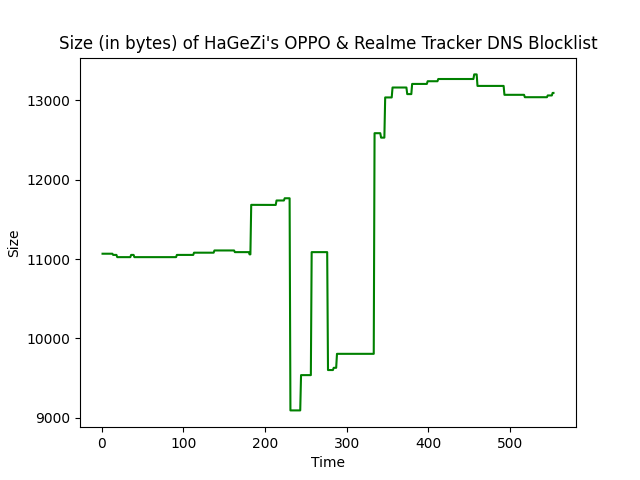 Size (in bytes) of HaGeZi's OPPO & Realme Tracker DNS Blocklist
13000
12000
11000
10000
9000
Size
0 100 200 300 400 500
Time